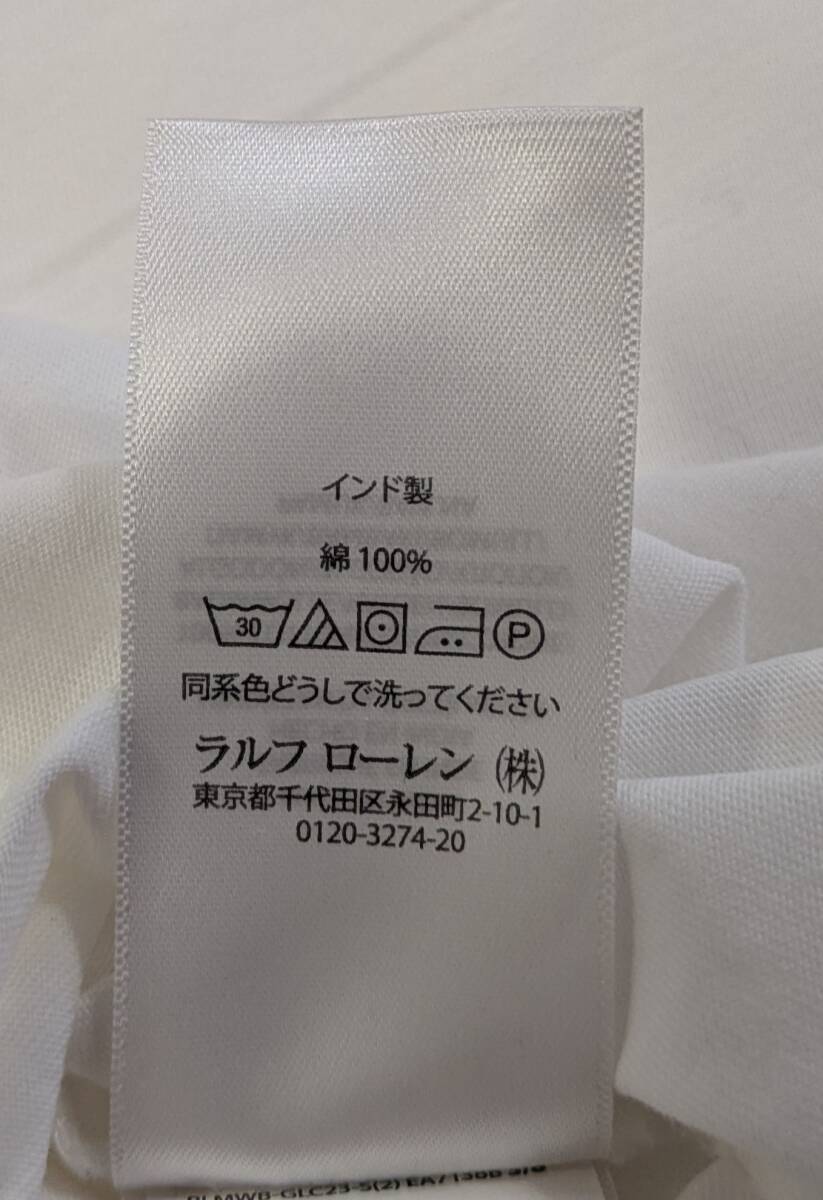 インド製
綿 100%
30 P
同系色どうしで洗ってください
ラルフ ローレン (株)
東京都千代田区永田町2-10-1
0120-3274-20